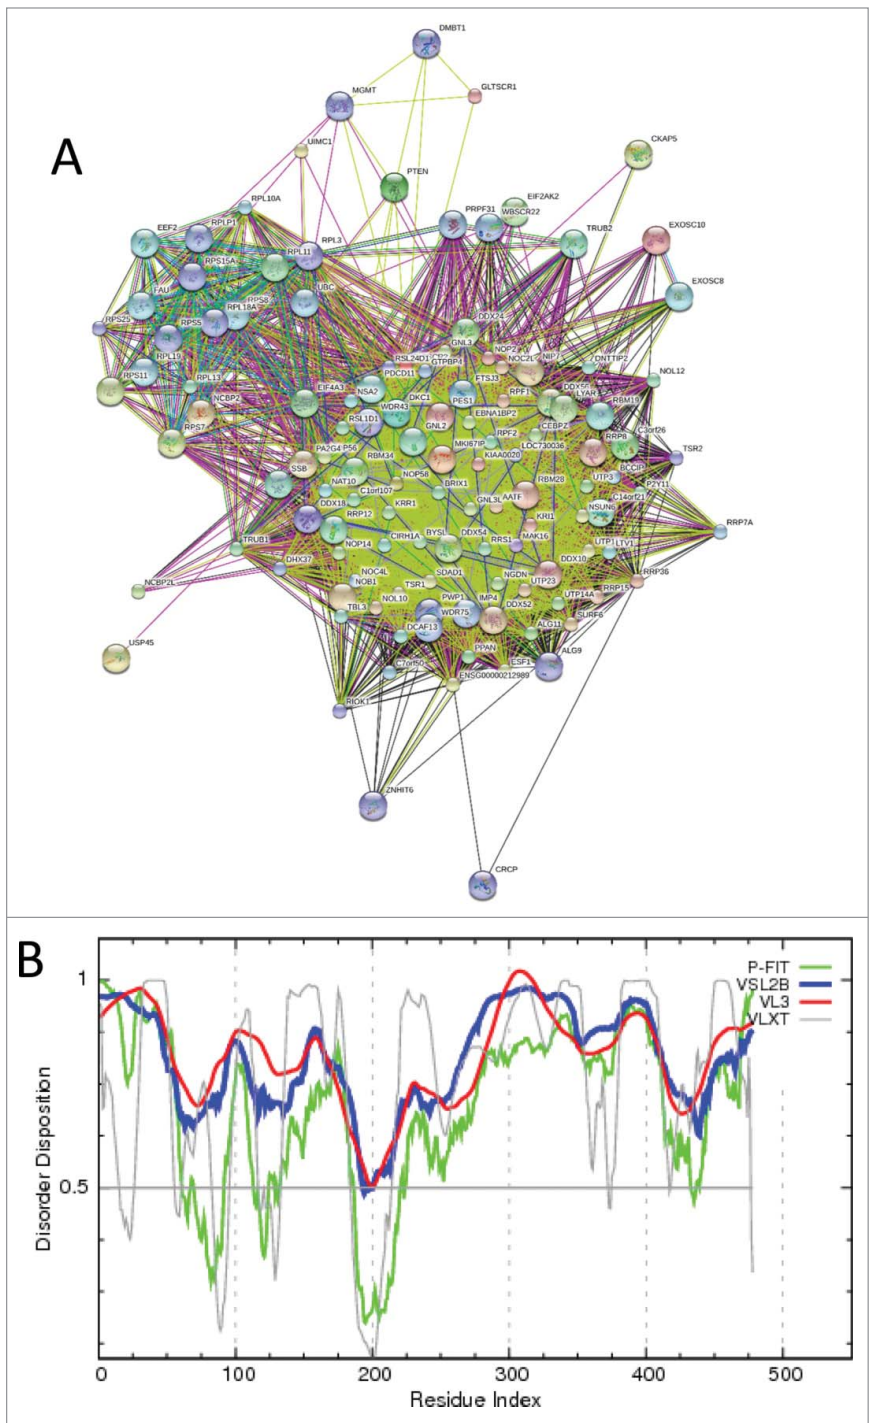 A
DMBT1
GLTSCR1
MGMT
UIMC1
CKAP5
PTEN
RPL10A
EIF2AK2
PRPF31
WBSCR22
RPLP1
EEF2
RPL3
TRUB2
EXOSC10
RPL11
RPS15A
EXOSC8
UBC
FAU
RPS8
RPL18A
RPS25
RPS5
DDX24
GNL3
NOP2
RPL19
RSL24D1
GTPBP4
NOC2L
NIP7
DNTTIP2
RPS11
RPL13
PDCD11
FTSJ3
NOL12
EIF4A3
NSA2
DKC1
PES1
RPF1
DDX56
LYAR
RBM19
NCBP2
WDR43
EBNA1BP2
RPS7
RSL1D1
GNL2
CEBPZ
C3orf26
RPF2
RRP8
PA2G4
MKI67IP
LOC730036
TSR2
SSB
RBM34
KIAA0020
BCCIP
NOP58
RBM28
UTP3
P2Y11
NAT10
C1orf107
BRIX1
DDX18
KRR1
GNL3L
AATF
C14orf21
NSUN6
RRP12
KRI1
RRP7A
CIRH1A
BYSL
DDX54
MAK16
TRUB1
NOP14
RRS1
LTV1
DHX37
DDX10
NOC4L
SDAD1
RRP36
NCBP2L
NOB1
TSR1
NGDN
UTP23
RRP15
NOL10
PWP1
IMP4
UTP14A
TBL3
WDR75
DDX52
SURF6
DCAF13
ALG11
USP45
PPAN
ALG9
C7orf50
ESF1
ENSG00000212989
RIOK1
ZNHIT6
CRCP
B
P-FIT
VSL2B
VL3
VLXT
1
0.5
Disorder Disposition
0 100 200 300 400 500
Residue Index